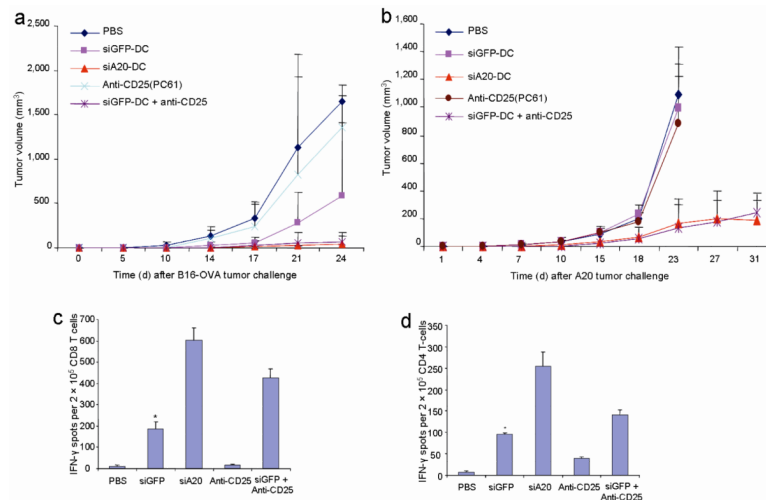 a
PBS
siGFP-DC
siA20-DC
Anti-CD25(PC61)
siGFP-DC + anti-CD25
Tumor volume (mm³)
2,500
2,000
1,500
1,000
500
0
0 5 10 14 17 21 24
Time (d) after B16-OVA tumor challenge
b
PBS
siGFP-DC
siA20-DC
Anti-CD25(PC61)
siGFP-DC + anti-CD25
Tumor volume (mm³)
1,600
1,400
1,200
1,000
800
600
400
200
0
1 4 7 10 15 18 23 27 31
Time (d) after A20 tumor challenge
c
IFN-γ spots per 2 × 10⁵ CD8 T cells
700
600
500
400
300
200
100
0
*
PBS siGFP siA20 Anti-CD25 siGFP +
Anti-CD25
d
IFN-γ spots per 2 × 10⁵ CD4 T-cells
350
250
200
150
100
50
0
*
PBS siGFP siA20 Anti-CD25 siGFP +
Anti-CD25